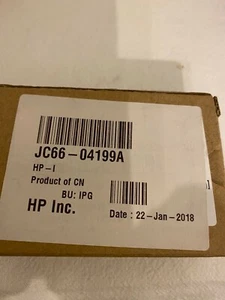 JC66-04199A
HP-I
Product of CN
BU: IPG
HP Inc.
Date : 22-Jan-2018